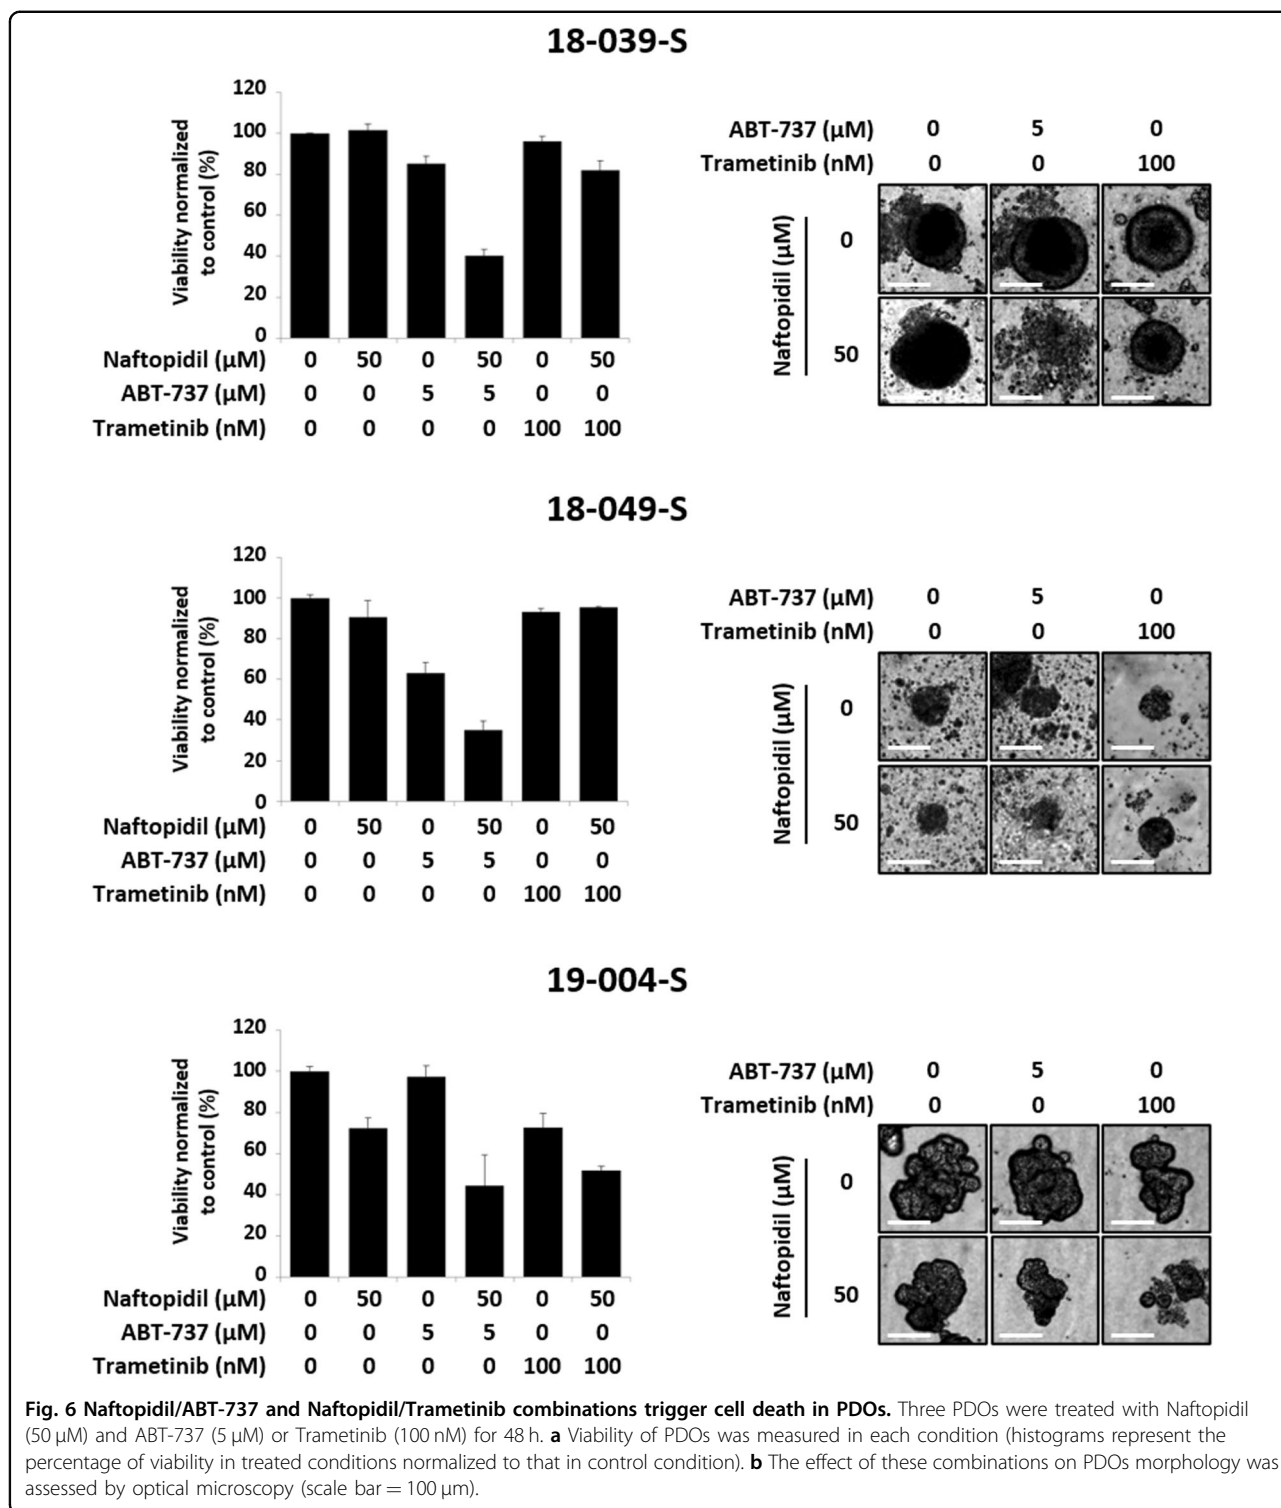 18-039-S
120
100
80
60
40
20
0
Viability normalized
to control (%)
Naftopidil (µM) 0 50 0 50 0 50
ABT-737 (µM) 0 0 5 5 0 0
Trametinib (nM) 0 0 0 0 100 100
ABT-737 (µM) 0 5 0
Trametinib (nM) 0 0 100
Naftopidil (µM)
0
50
18-049-S
120
100
80
60
40
20
0
Viability normalized
to control (%)
Naftopidil (µM) 0 50 0 50 0 50
ABT-737 (µM) 0 0 5 5 0 0
Trametinib (nM) 0 0 0 0 100 100
ABT-737 (µM) 0 5 0
Trametinib (nM) 0 0 100
Naftopidil (µM)
0
50
19-004-S
120
100
80
60
40
20
0
Viability normalized
to control (%)
Naftopidil (µM) 0 50 0 50 0 50
ABT-737 (µM) 0 0 5 5 0 0
Trametinib (nM) 0 0 0 0 100 100
ABT-737 (µM) 0 5 0
Trametinib (nM) 0 0 100
Naftopidil (µM)
0
50
Fig. 6 Naftopidil/ABT-737 and Naftopidil/Trametinib combinations trigger cell death in PDOs. Three PDOs were treated with Naftopidil
(50 µM) and ABT-737 (5 µM) or Trametinib (100 nM) for 48 h. a Viability of PDOs was measured in each condition (histograms represent the
percentage of viability in treated conditions normalized to that in control condition). b The effect of these combinations on PDOs morphology was
assessed by optical microscopy (scale bar = 100 µm).